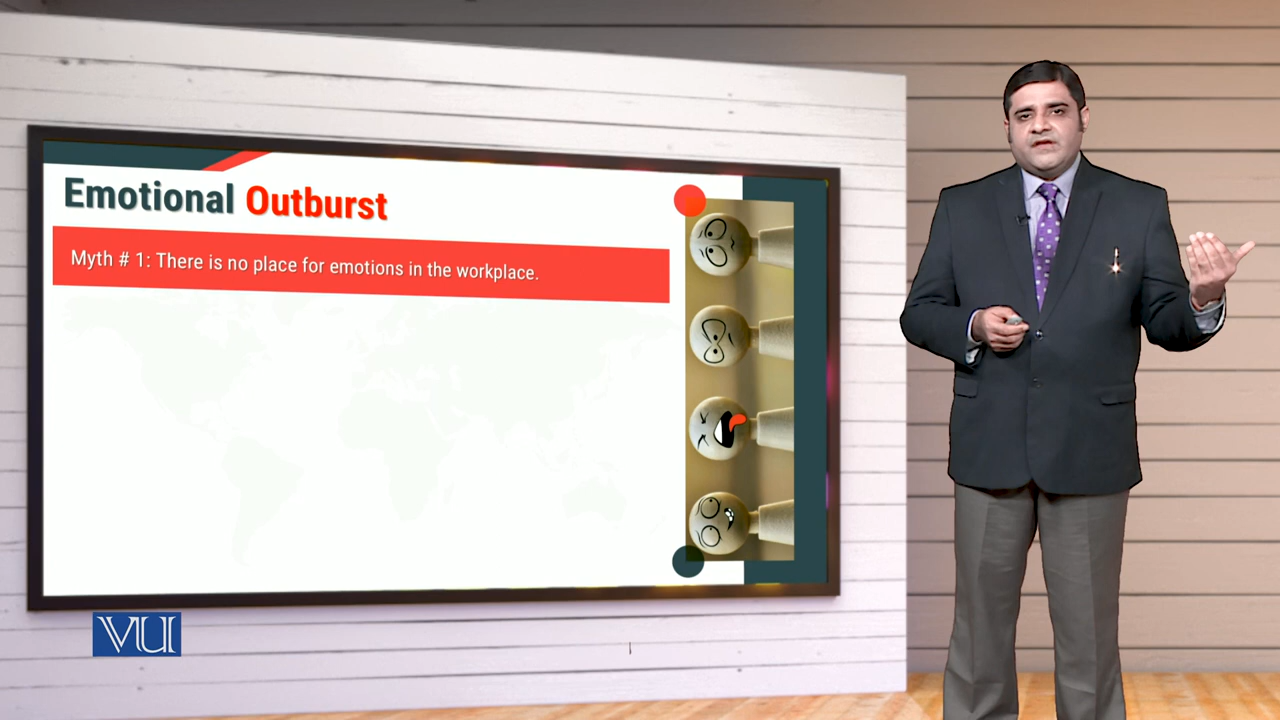 Emotional Outburst
Myth # 1: There is no place for emotions in the workplace.
VU